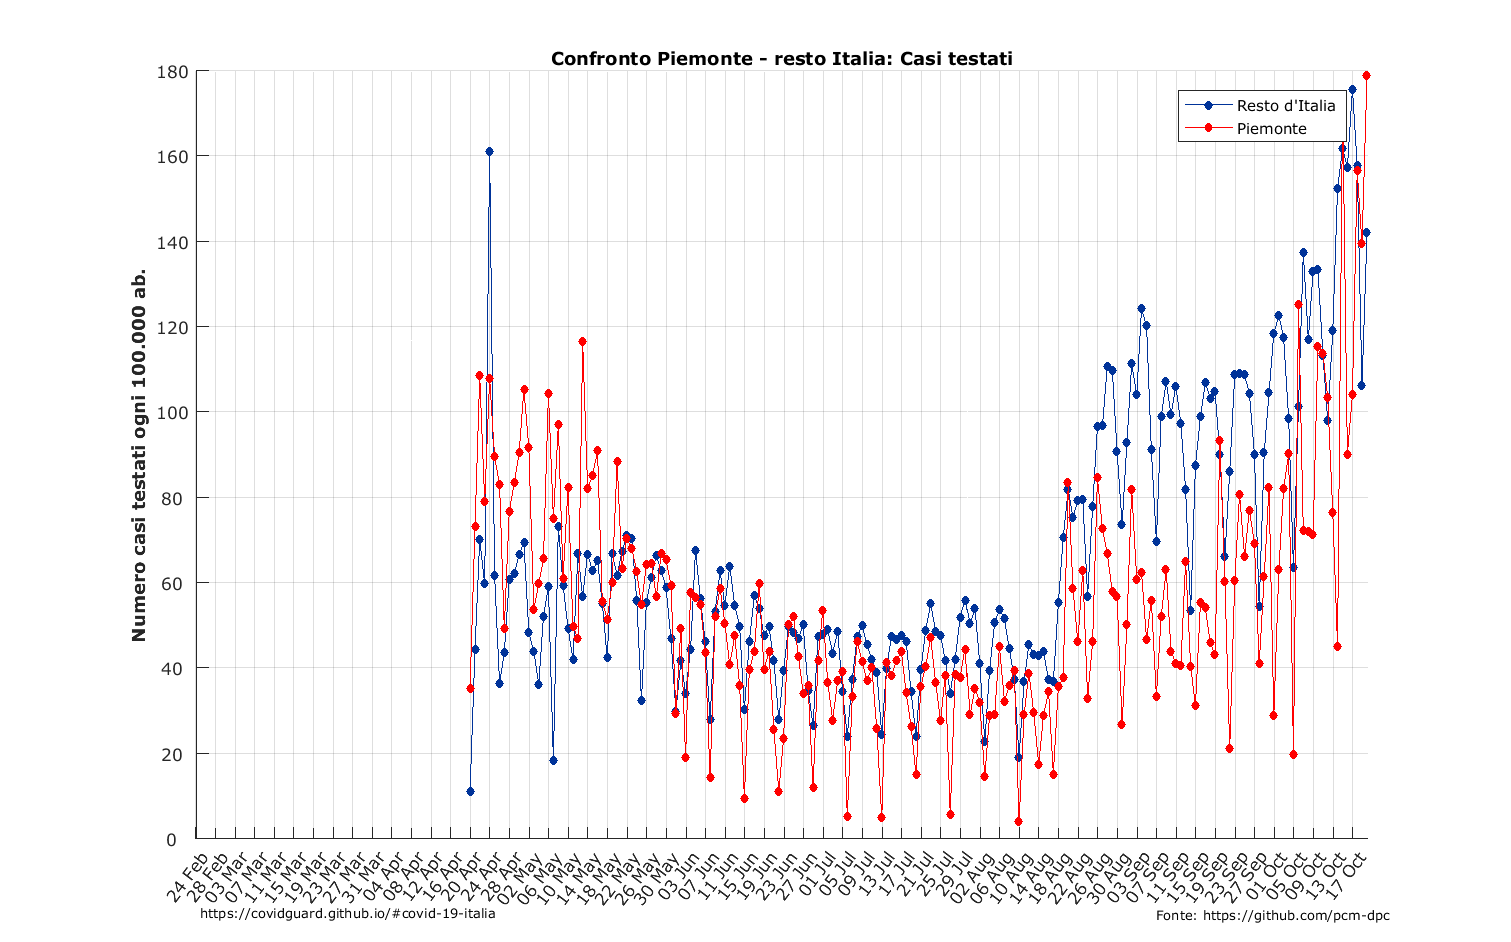 Confronto Piemonte - resto Italia: Casi testati
Resto d'Italia
Piemonte
Numero casi testati ogni 100.000 ab.
180
160
140
120
100
80
60
40
20
0
24 Feb
28 Feb
03 Mar
07 Mar
11 Mar
15 Mar
19 Mar
23 Mar
27 Mar
31 Mar
04 Apr
08 Apr
12 Apr
16 Apr
20 Apr
24 Apr
28 Apr
02 May
06 May
10 May
14 May
18 May
22 May
26 May
30 May
03 Jun
07 Jun
11 Jun
15 Jun
19 Jun
23 Jun
27 Jun
01 Jul
05 Jul
09 Jul
13 Jul
17 Jul
21 Jul
25 Jul
29 Jul
02 Aug
06 Aug
10 Aug
14 Aug
18 Aug
22 Aug
26 Aug
30 Aug
03 Sep
07 Sep
11 Sep
15 Sep
19 Sep
23 Sep
27 Sep
01 Oct
05 Oct
09 Oct
13 Oct
17 Oct
https://covidguard.github.io/#covid-19-italia
Fonte: https://github.com/pcm-dpc